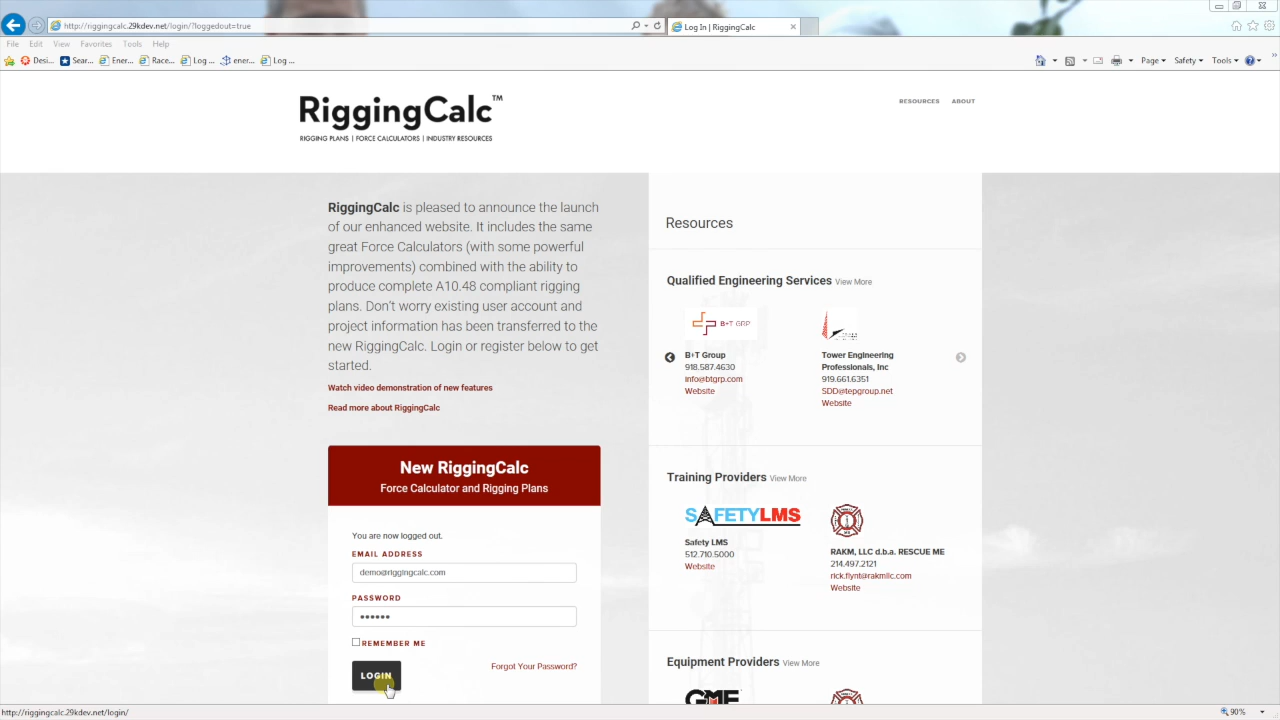 http://riggingcalc.29kdev.net/login/?loggedout=true
Log In | RiggingCalc
File Edit View Favorites Tools Help
Desi...
Sear...
Ener...
Race...
Log ...
ener...
Log ...
Page
Safety
Tools
RiggingCalc™
RIGGING PLANS | FORCE CALCULATORS | INDUSTRY RESOURCES
RESOURCES ABOUT
RiggingCalc is pleased to announce the launch
of our enhanced website. It includes the same
great Force Calculators (with some powerful
improvements) combined with the ability to
produce complete A10.48 compliant rigging
plans. Don't worry existing user account and
project information has been transferred to the
new RiggingCalc. Login or register below to get
started.
Watch video demonstration of new features
Read more about RiggingCalc
New RiggingCalc
Force Calculator and Rigging Plans
You are now logged out.
EMAIL ADDRESS
demo@riggingcalc.com
PASSWORD
••••••
REMEMBER ME
LOGIN
Forgot Your Password?
Resources
Qualified Engineering Services View More
B+T GRP
B+T Group
918.587.4630
info@btgrp.com
Website
Tower Engineering
Professionals, Inc
919.661.6351
SDD@tepgroup.net
Website
Training Providers View More
SAFETYLMS
Safety LMS
512.710.5000
Website
RAKM, LLC d.b.a. RESCUE ME
214.497.2121
rick.flynt@rakmllc.com
Website
Equipment Providers View More
GME
http://riggingcalc.29kdev.net/login/
90%